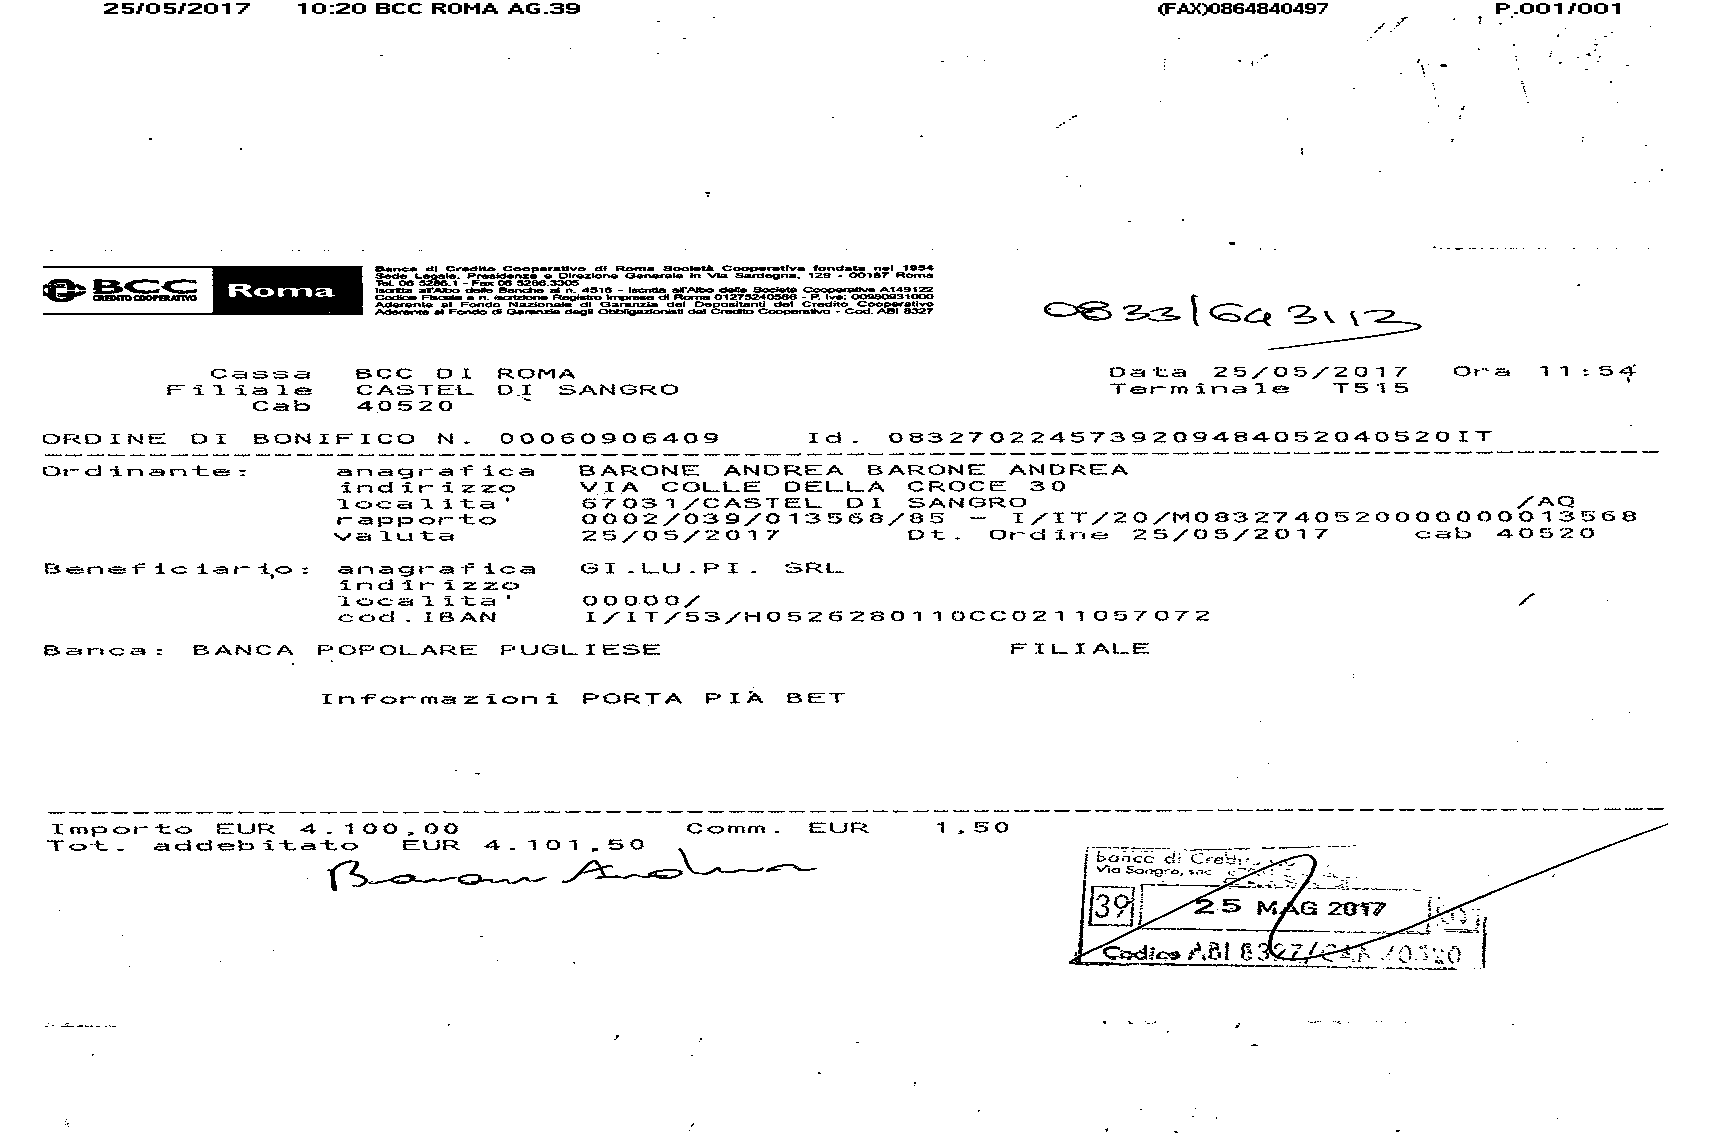 25/05/2017 10:20 BCC ROMA AG.39 (FAX)0864840497 P.001/001
BCC Roma
CREDITO COOPERATIVO
Banca di Credito Cooperativo di Roma Società Cooperativa fondata nel 1954
Sede Legale, Presidenza e Direzione Generale in Via Sardegna, 129 - 00187 Roma
Tel. 06 5286.1 - Fax 06 5286.3305
Iscritta all'Albo delle Banche al n. 4516 - Iscritta all'Albo delle Società Cooperative A149122
Codice Fiscale e n. iscrizione Registro Imprese di Roma 01275240586 - P. Iva: 00980931000
Aderente al Fondo Nazionale di Garanzia dei Depositanti del Credito Cooperativo
Aderente al Fondo di Garanzia degli Obbligazionisti del Credito Cooperativo - Cod. ABI 8327
0833/643113
Cassa BCC DI ROMA Data 25/05/2017 Ora 11:54
Filiale CASTEL DI SANGRO Terminale T515
Cab 40520
ORDINE DI BONIFICO N. 00060906409 Id. 0832702245739209484052040520IT
Ordinante: anagrafica BARONE ANDREA BARONE ANDREA
indirizzo VIA COLLE DELLA CROCE 30
localita' 67031/CASTEL DI SANGRO /AQ
rapporto 0002/039/013568/85 - I/IT/20/M0832740520000000013568
valuta 25/05/2017 Dt. Ordine 25/05/2017 cab 40520
Beneficiario: anagrafica GI.LU.PI. SRL
indirizzo
localita' 00000/ /
cod.IBAN I/IT/53/H0526280110CC0211057072
Banca: BANCA POPOLARE PUGLIESE FILIALE
Informazioni PORTA PIA BET
Importo EUR 4.100,00 Comm. EUR 1,50
Tot. addebitato EUR 4.101,50
Barone Andrea
banca di Credi
Via Sangro, snc
39 25 MAG 2017
Codice ABI 8327/CAB